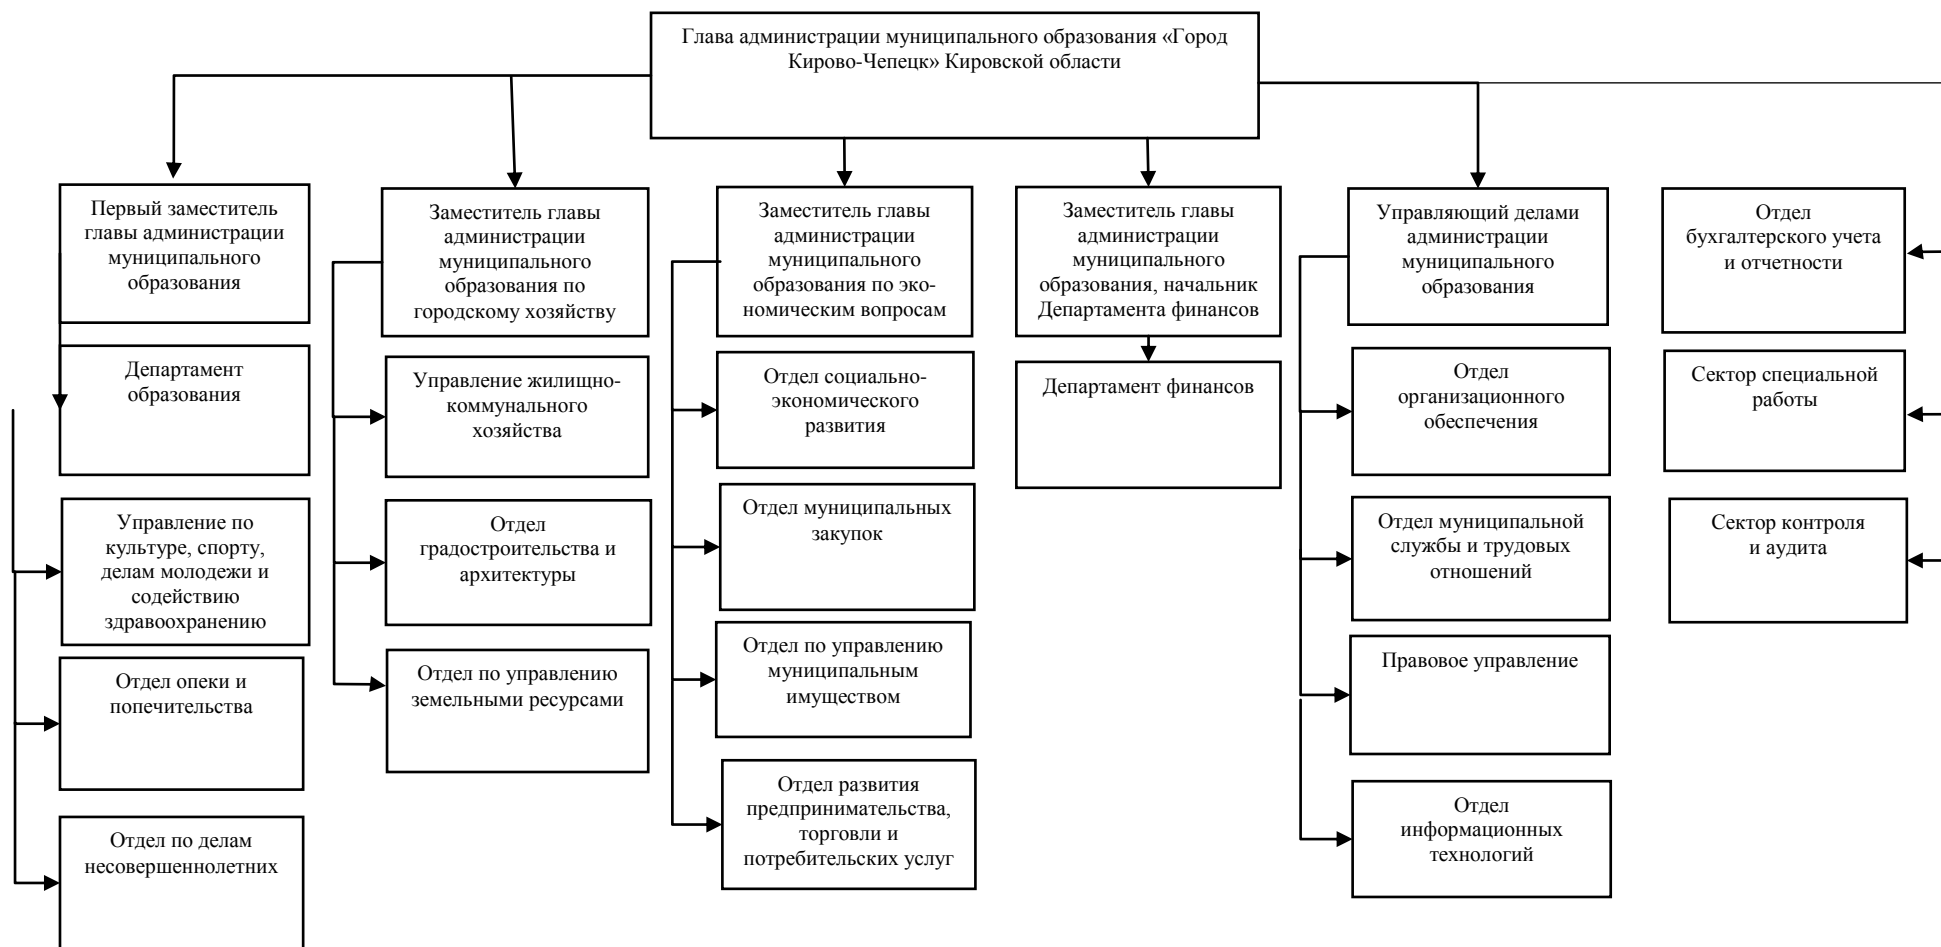 Глава администрации муниципального образования «Город
Кирово-Чепецк» Кировской области
Первый заместитель
главы администрации
муниципального
образования
Департамент
образования
Управление по
культуре, спорту,
делам молодежи и
содействию
здравоохранению
Отдел опеки и
попечительства
Отдел по делам
несовершеннолетних
Заместитель главы
администрации
муниципального
образования по
городскому хозяйству
Управление жилищно-
коммунального
хозяйства
Отдел
градостроительства и
архитектуры
Отдел по управлению
земельными ресурсами
Заместитель главы
администрации
муниципального
образования по эко-
номическим вопросам
Отдел социально-
экономического
развития
Отдел муниципальных
закупок
Отдел по управлению
муниципальным
имуществом
Отдел развития
предпринимательства,
торговли и
потребительских услуг
Заместитель главы
администрации
муниципального
образования, начальник
Департамента финансов
Департамент финансов
Управляющий делами
администрации
муниципального
образования
Отдел
организационного
обеспечения
Отдел муниципальной
службы и трудовых
отношений
Правовое управление
Отдел
информационных
технологий
Отдел
бухгалтерского учета
и отчетности
Сектор специальной
работы
Сектор контроля
и аудита